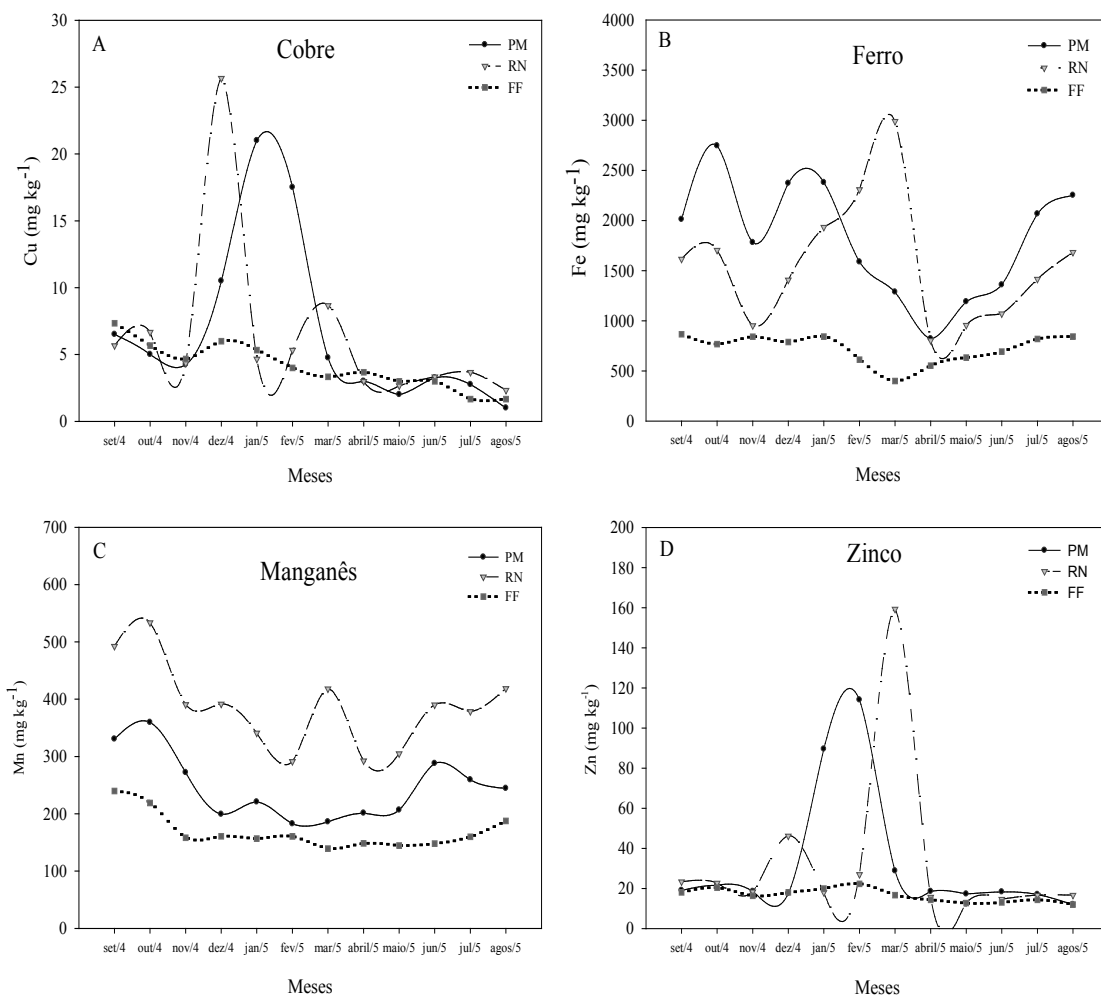 A
Cobre
PM
RN
FF
30
25
20
15
10
5
0
Cu (mg kg-1)
set/4 out/4 nov/4 dez/4 jan/5 fev/5 mar/5 abril/5 maio/5 jun/5 jul/5 agos/5
Meses
B
Ferro
PM
RN
FF
4000
3500
3000
2500
2000
1500
1000
500
0
Fe (mg kg-1)
set/4 out/4 nov/4 dez/4 jan/5 fev/5 mar/5 abril/5 maio/5 jun/5 jul/5 agos/5
Meses
C
Manganês
PM
RN
FF
700
600
500
400
300
200
100
0
Mn (mg kg-1)
set/4 out/4 nov/4 dez/4 jan/5 fev/5 mar/5 abril/5 maio/5 jun/5 jul/5 agos/5
Meses
D
Zinco
PM
RN
FF
200
180
160
140
120
100
80
60
40
20
0
Zn (mg kg-1)
set/4 out/4 nov/4 dez/4 jan/5 fev/5 mar/5 abril/5 maio/5 jun/5 jul/5 agos/5
Meses